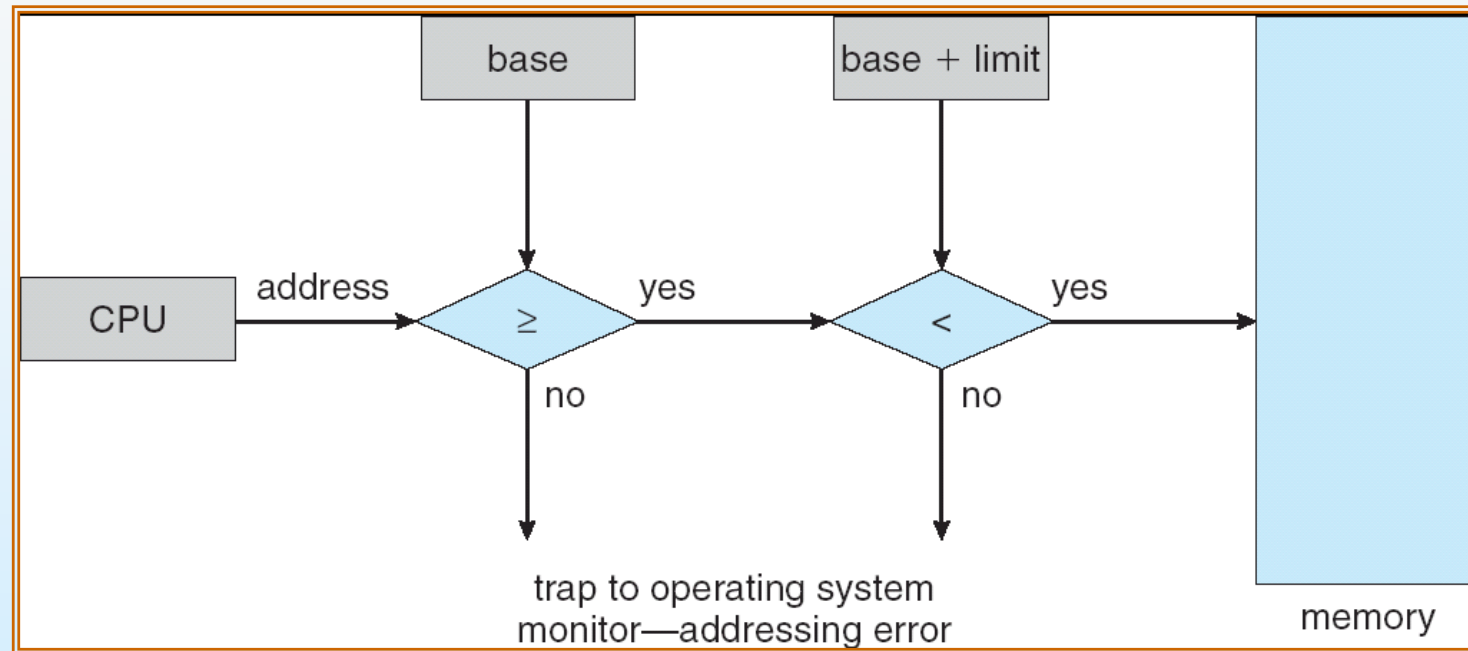 base
base + limit
CPU
address
≥
yes
<
yes
no
no
trap to operating system
monitor—addressing error
memory